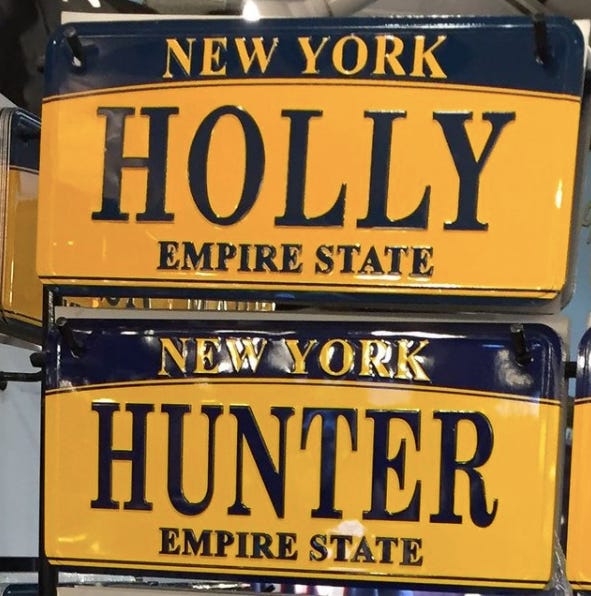 NEW YORK
HOLLY
EMPIRE STATE
NEW YORK
HUNTER
EMPIRE STATE